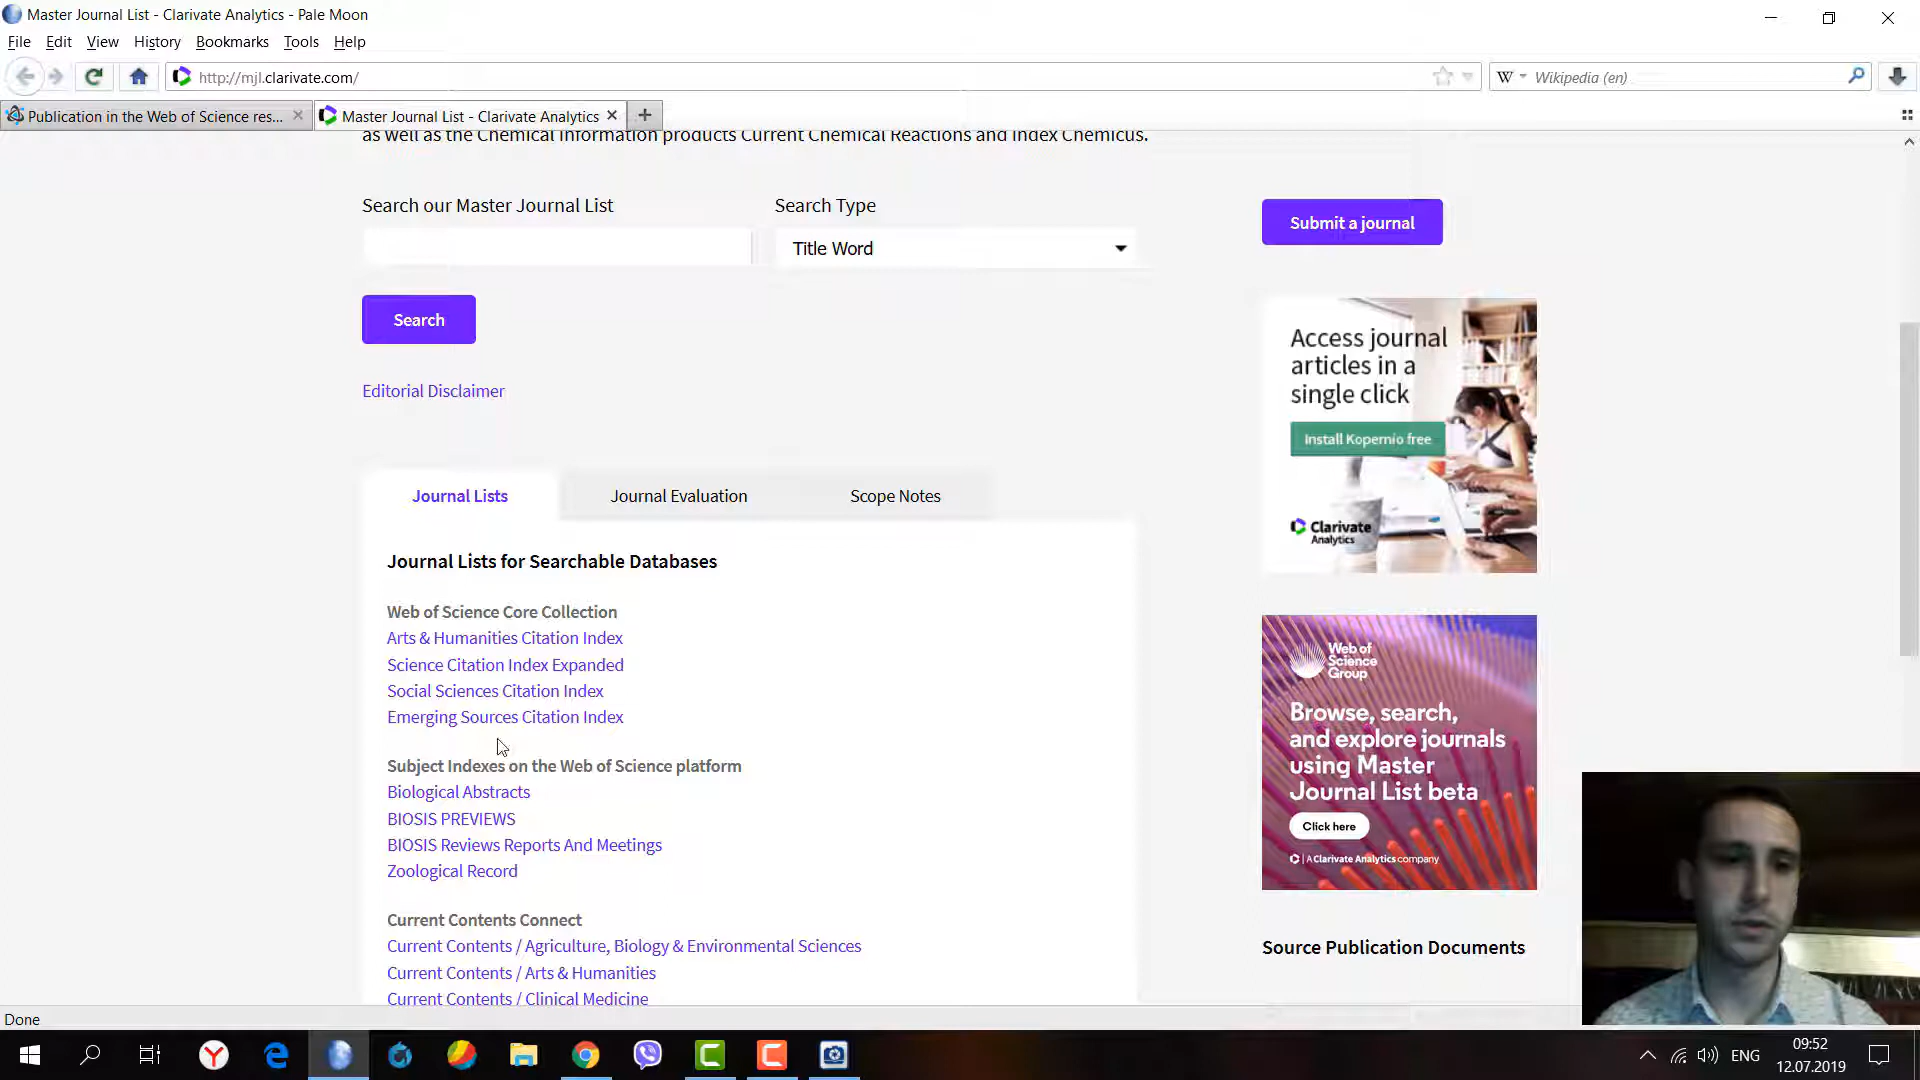 Master Journal List - Clarivate Analytics - Pale Moon
File Edit View History Bookmarks Tools Help
http://mjl.clarivate.com/
W Wikipedia (en)
Publication in the Web of Science res...
Master Journal List - Clarivate Analytics
as well as the Chemical Information products Current Chemical Reactions and Index Chemicus.
Search our Master Journal List
Search Type
Title Word
Submit a journal
Search
Editorial Disclaimer
Access journal
articles in a
single click
Install Kopernio free
Clarivate
Analytics
Journal Lists
Journal Evaluation
Scope Notes
Journal Lists for Searchable Databases
Web of Science Core Collection
Arts & Humanities Citation Index
Science Citation Index Expanded
Social Sciences Citation Index
Emerging Sources Citation Index
Subject Indexes on the Web of Science platform
Biological Abstracts
BIOSIS PREVIEWS
BIOSIS Reviews Reports And Meetings
Zoological Record
Current Contents Connect
Current Contents / Agriculture, Biology & Environmental Sciences
Current Contents / Arts & Humanities
Current Contents / Clinical Medicine
Web of
Science
Group
Browse, search,
and explore journals
using Master
Journal List beta
Click here
A Clarivate Analytics company
Source Publication Documents
Done
ENG
09:52
12.07.2019